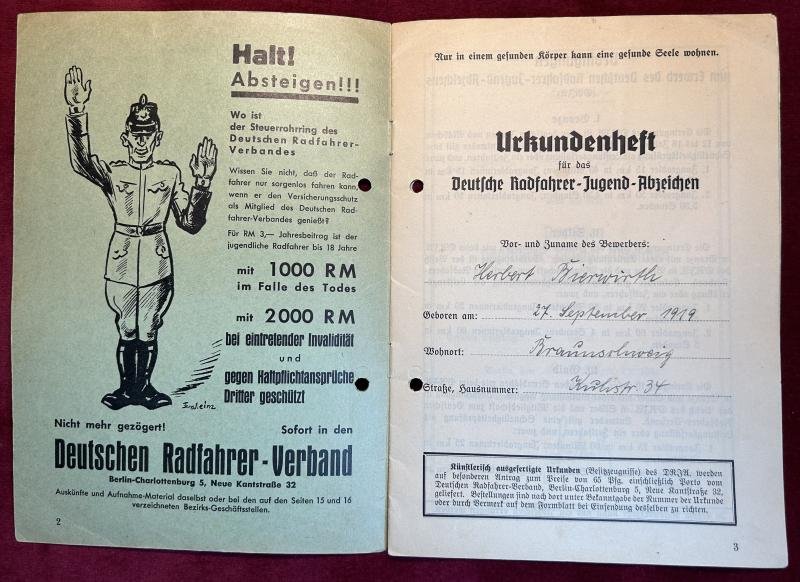 Halt!
Absteigen!!!
Wo ist
der Steuerrohrring des
Deutschen Radfahrer-
Verbandes
Wissen Sie nicht, daß der Rad-
fahrer nur sorgenlos fahren kann,
wenn er den Versicherungsschutz
als Mitglied des Deutschen Rad-
fahrer-Verbandes genießt?
Für RM 3,— Jahresbeitrag ist der
jugendliche Radfahrer bis 18 Jahre
mit 1000 RM
im Falle des Todes
mit 2000 RM
bei eintretender Invalidität
und
gegen Haftpflichtansprüche
Dritter geschützt
Nicht mehr gezögert! Sofort in den
Deutschen Radfahrer-Verband
Berlin-Charlottenburg 5, Neue Kantstraße 32
Auskünfte und Aufnahme-Material daselbst oder bei den auf den Seiten 15 und 16
verzeichneten Bezirks-Geschäftsstellen.
2
Nur in einem gesunden Körper kann eine gesunde Seele wohnen.
Urkundenheft
für das
Deutsche Radfahrer-Jugend-Abzeichen
Vor- und Zuname des Bewerbers:
Herbert Bierwirth
Geboren am: 27. September 1919
Wohnort: Braunschweig
Straße, Hausnummer: 34
Künstlerisch ausgefertigte Urkunden (Besitzzeugnisse) des DRJA. werden
auf besonderen Antrag zum Preise von 65 Pfg. einschließlich Porto vom
Deutschen Radfahrer-Verband, Berlin-Charlottenburg 5, Neue Kantstraße 32,
geliefert. Bestellungen sind nach dort unter Bekanntgabe der Nummer der Urkunde
oder durch Vermerk auf dem Formblatt bei Einsendung desselben zu richten.
3